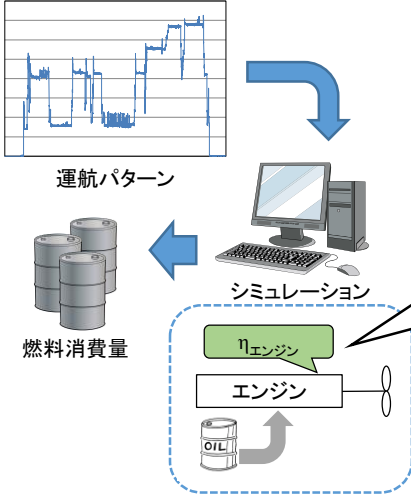 運航パターン
シミュレーション
燃料消費量
ηエンジン
エンジン
OIL